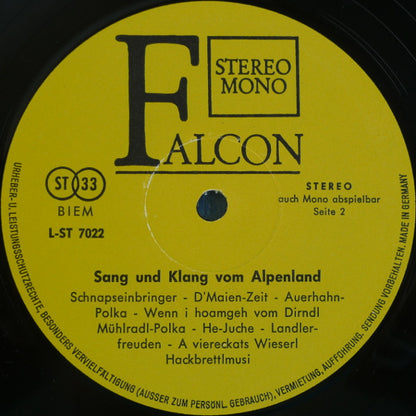 FALCON
STEREO
MONO
ST 33
BIEM
L-ST 7022
STEREO
auch Mono abspielbar
Seite 2
Sang und Klang vom Alpenland
Schnapseinbringer - D'Maien-Zeit - Auerhahn-
Polka - Wenn i hoamgeh vom Dirndl
Mühlradl-Polka - He-Juche - Landler-
freuden - A viereckats Wieserl
Hackbrettlmusi
URHEBER- U. LEISTUNGSSCHUTZRECHTE, BESONDERS VERVIELFÄLTIGUNG (AUSSER ZUM PERSÖNL. GEBRAUCH), VERMIETUNG, AUFFÜHRUNG, SENDUNG VORBEHALTEN. MADE IN GERMANY